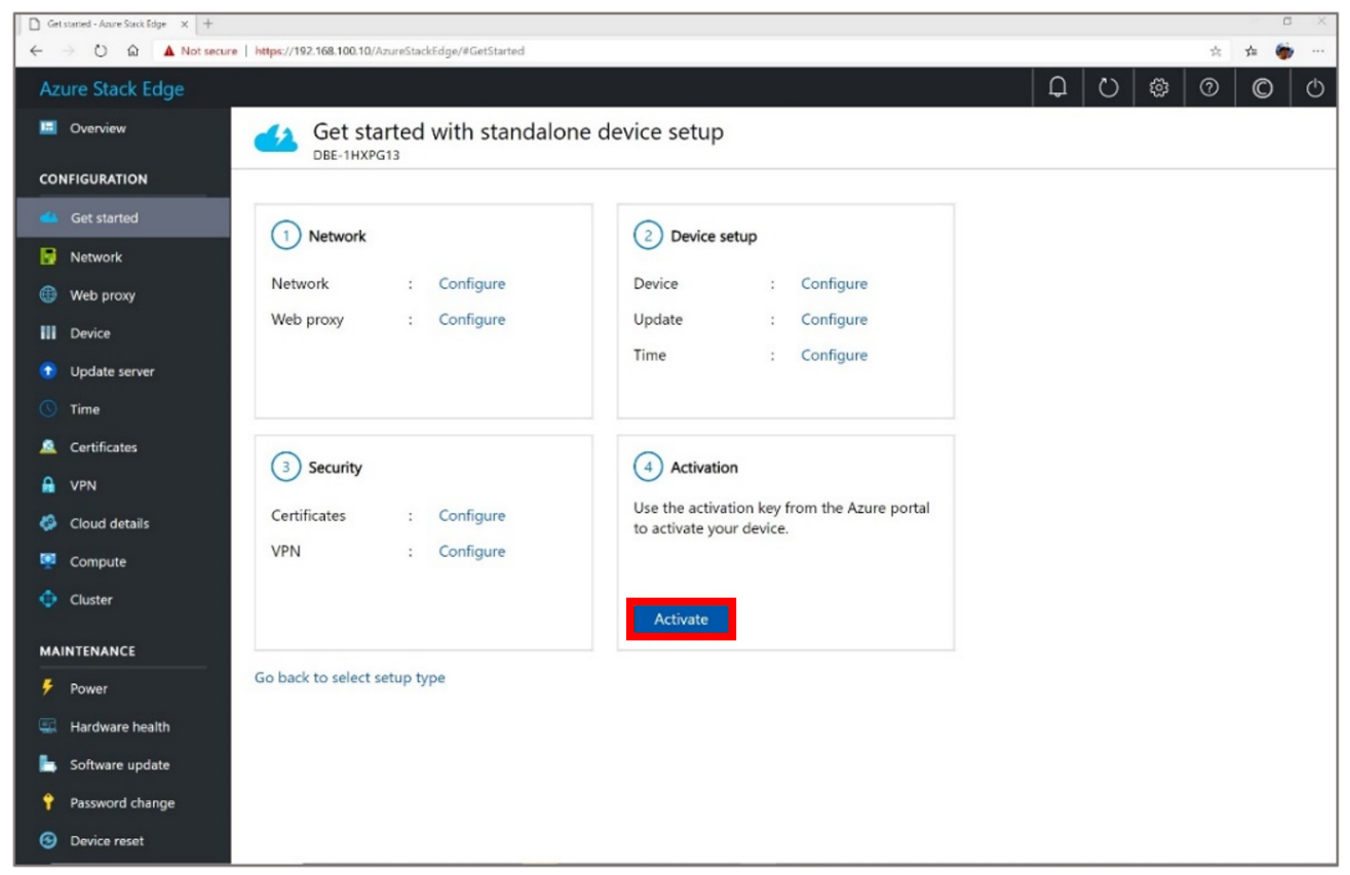 Get started - Azure Stack Edge
Not secure | https://192.168.100.10/AzureStackEdge/#GetStarted
Azure Stack Edge
Overview
CONFIGURATION
Get started
Network
Web proxy
Device
Update server
Time
Certificates
VPN
Cloud details
Compute
Cluster
MAINTENANCE
Power
Hardware health
Software update
Password change
Device reset
Get started with standalone device setup
DBE-1HXPG13
1 Network
Network : Configure
Web proxy : Configure
2 Device setup
Device : Configure
Update : Configure
Time : Configure
3 Security
Certificates : Configure
VPN : Configure
4 Activation
Use the activation key from the Azure portal
to activate your device.
Activate
Go back to select setup type